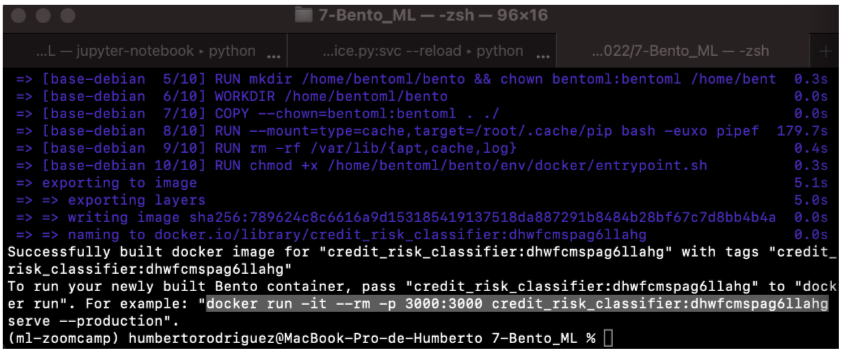 7-Bento_ML — -zsh — 96×16
...L — jupyter-notebook • python ... ...ice.py:svc --reload • python ... ...022/7-Bento_ML — -zsh +
=> [base-debian  5/10] RUN mkdir /home/bentoml/bento && chown bentoml:bentoml /home/bent  0.3s
=> [base-debian  6/10] WORKDIR /home/bentoml/bento  0.0s
=> [base-debian  7/10] COPY --chown=bentoml:bentoml . ./  0.0s
=> [base-debian  8/10] RUN --mount=type=cache,target=/root/.cache/pip bash -euxo pipef  179.7s
=> [base-debian  9/10] RUN rm -rf /var/lib/{apt,cache,log}  0.4s
=> [base-debian 10/10] RUN chmod +x /home/bentoml/bento/env/docker/entrypoint.sh  0.3s
=> exporting to image  5.1s
=> => exporting layers  5.0s
=> => writing image sha256:789624c8c6616a9d153185419137518da887291b8484b28bf67c7d8bb4b4a  0.0s
=> => naming to docker.io/library/credit_risk_classifier:dhwfcmspag6llahg  0.0s
Successfully built docker image for "credit_risk_classifier:dhwfcmspag6llahg" with tags "credit_
risk_classifier:dhwfcmspag6llahg"
To run your newly built Bento container, pass "credit_risk_classifier:dhwfcmspag6llahg" to "dock
er run". For example: "docker run -it --rm -p 3000:3000 credit_risk_classifier:dhwfcmspag6llahg
serve --production".
(ml-zoomcamp) humbertorodriguez@MacBook-Pro-de-Humberto 7-Bento_ML %